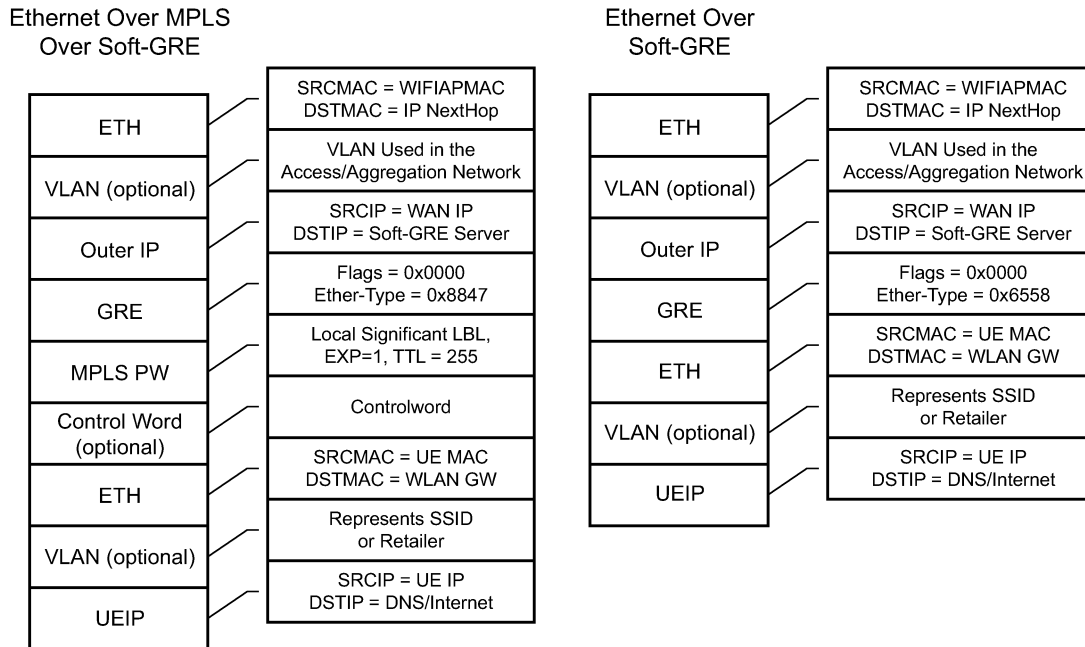 Ethernet Over MPLS
Over Soft-GRE
ETH
SRCMAC = WIFIAPMAC
DSTMAC = IP NextHop
VLAN (optional)
VLAN Used in the
Access/Aggregation Network
Outer IP
SRCIP = WAN IP
DSTIP = Soft-GRE Server
GRE
Flags = 0x0000
Ether-Type = 0x8847
MPLS PW
Local Significant LBL,
EXP=1, TTL = 255
Control Word
(optional)
Controlword
ETH
SRCMAC = UE MAC
DSTMAC = WLAN GW
VLAN (optional)
Represents SSID
or Retailer
UEIP
SRCIP = UE IP
DSTIP = DNS/Internet
Ethernet Over
Soft-GRE
ETH
SRCMAC = WIFIAPMAC
DSTMAC = IP NextHop
VLAN (optional)
VLAN Used in the
Access/Aggregation Network
Outer IP
SRCIP = WAN IP
DSTIP = Soft-GRE Server
GRE
Flags = 0x0000
Ether-Type = 0x6558
ETH
SRCMAC = UE MAC
DSTMAC = WLAN GW
VLAN (optional)
Represents SSID
or Retailer
UEIP
SRCIP = UE IP
DSTIP = DNS/Internet